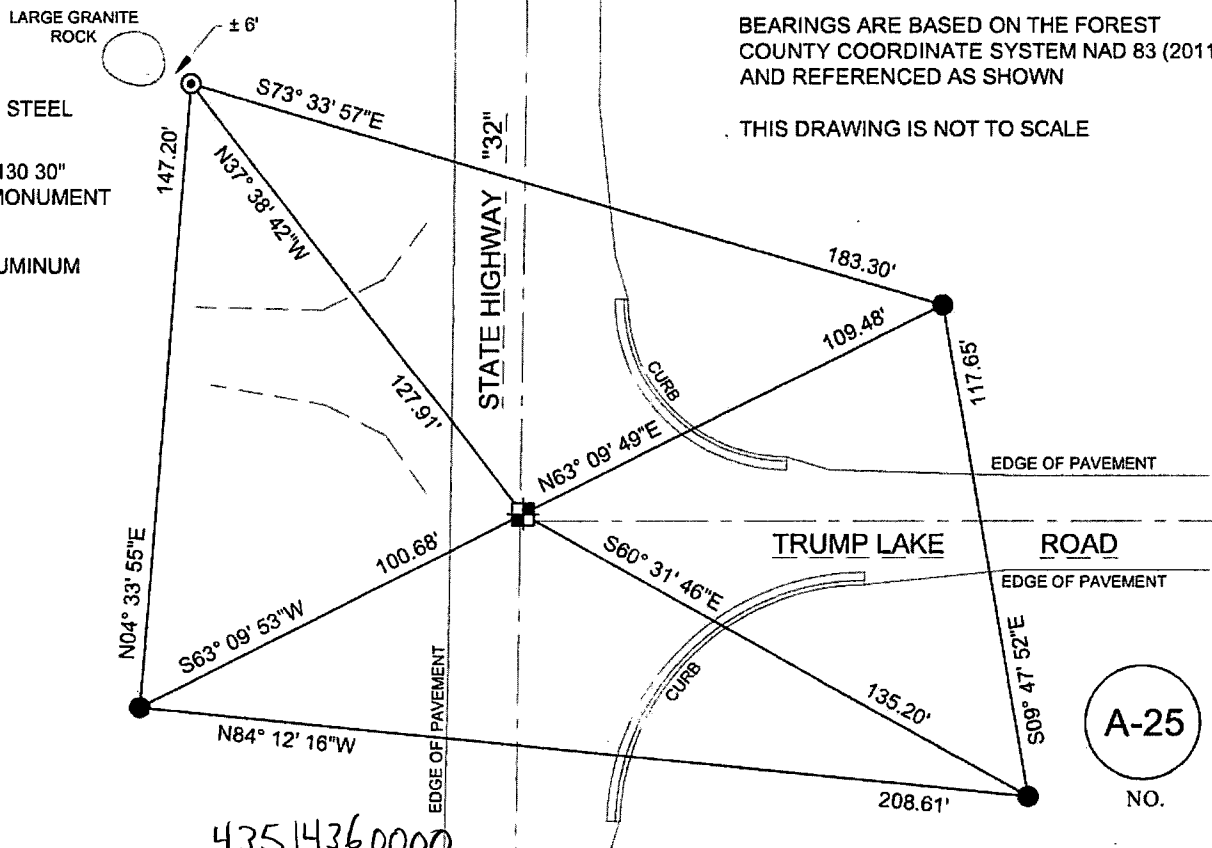 LARGE GRANITE
ROCK
± 6'
BEARINGS ARE BASED ON THE FOREST
COUNTY COORDINATE SYSTEM NAD 83 (2011
AND REFERENCED AS SHOWN
THIS DRAWING IS NOT TO SCALE
STEEL
130 30"
MONUMENT
UMINUM
S73° 33' 57"E
183.30'
147.20'
N04° 33' 55"E
N37° 38' 42"W
127.91'
STATE HIGHWAY "32"
109.48'
N63° 09' 49"E
117.65'
S09° 47' 52"E
CURB
EDGE OF PAVEMENT
TRUMP LAKE ROAD
EDGE OF PAVEMENT
100.68'
S63° 09' 53"W
S60° 31' 46"E
135.20'
CURB
EDGE OF PAVEMENT
N84° 12' 16"W
208.61'
A-25
NO.
43514360000